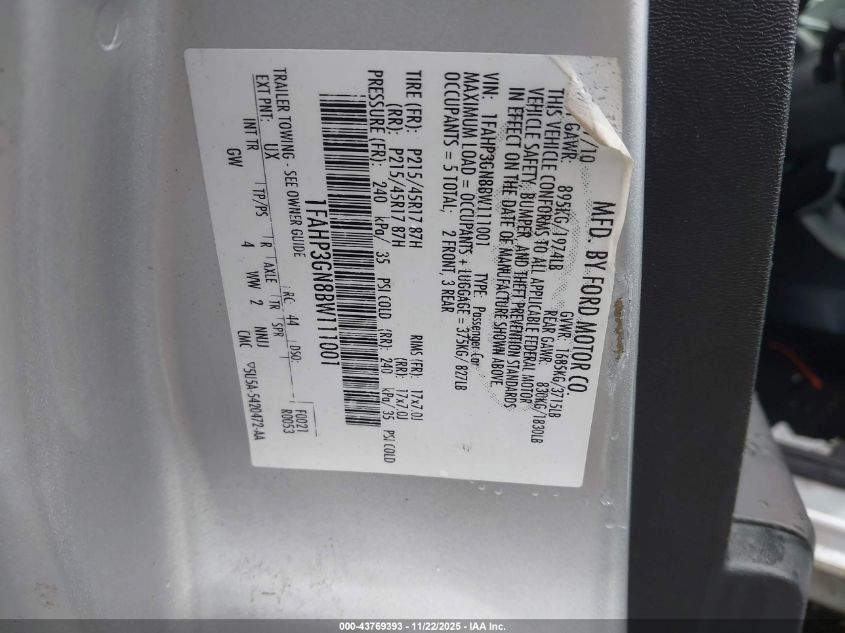 MFD. BY FORD MOTOR CO.
/10
GVWR: 1685KG/3715LB
GAWR: 895KG/1974LB
REAR GAWR: 830KG/1830LB
THIS VEHICLE CONFORMS TO ALL APPLICABLE FEDERAL MOTOR
VEHICLE SAFETY, BUMPER, AND THEFT PREVENTION STANDARDS
IN EFFECT ON THE DATE OF MANUFACTURE SHOWN ABOVE
VIN: 1FAHP3GN8BW111001 TYPE: Passenger Car
MAXIMUM LOAD = OCCUPANTS + LUGGAGE = 375KG/ 827LB
OCCUPANTS = 5 TOTAL; 2 FRONT, 3 REAR
TIRE (FR): P215/45R17 87H RIMS (FR): 17x7.0J
(RR): P215/45R17 87H (RR): 17x7.0J
PRESSURE (FR): 240 kPa/ 35 PSI COLD (RR): 240 kPa/ 35 PSI COLD
1FAHP3GN8BW111001
TRAILER TOWING - SEE OWNER GUIDE
EXT PNT: UX RC: 44 DSO: F0021
R0053
INT TR TP/PS R AXLE TR SPR
GW 4 WW 2 NNUJ CMC 5U5A-5420472-AA
000-43769393 - 11/22/2025 - IAA Inc.